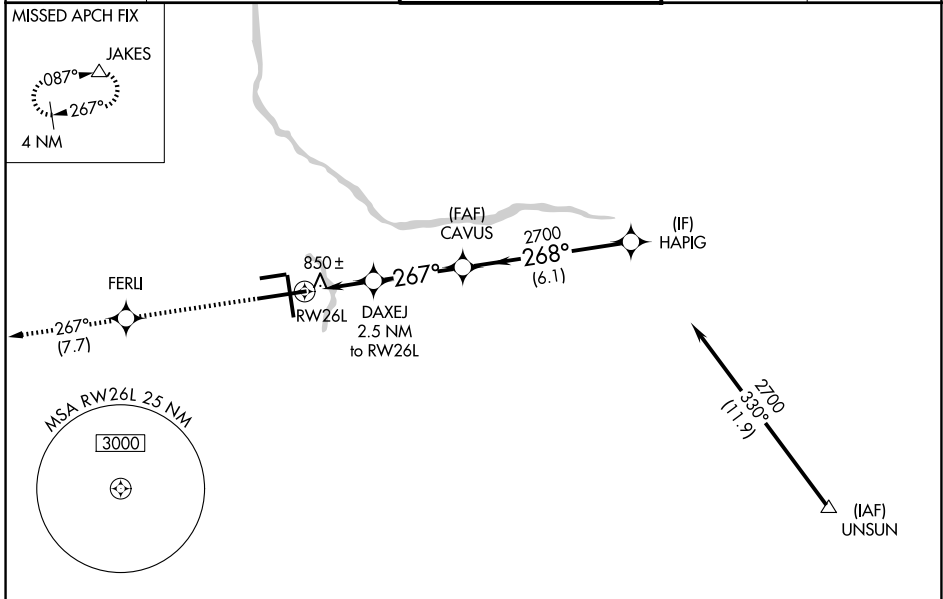 MISSED APCH FIX
JAKES
087°
267°
4 NM
(FAF)
CAVUS
2700
268°
(6.1)
(IF)
HAPIG
850 ±
267°
FERLI
RW26L
DAXEJ
2.5 NM
to RW26L
267°
(7.7)
MSA RW26L 25 NM
3000
2700
330°
(11.9)
(IAF)
UNSUN